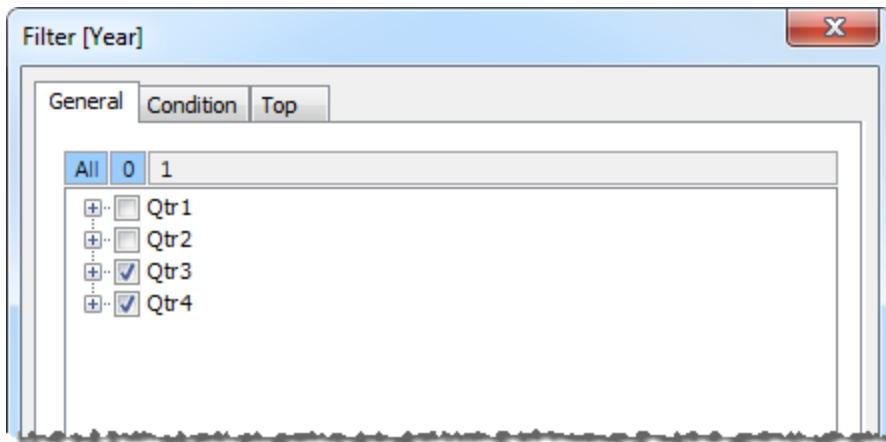 Filter [Year]
General Condition Top
All 0 1
Qtr1
Qtr2
Qtr3
Qtr4